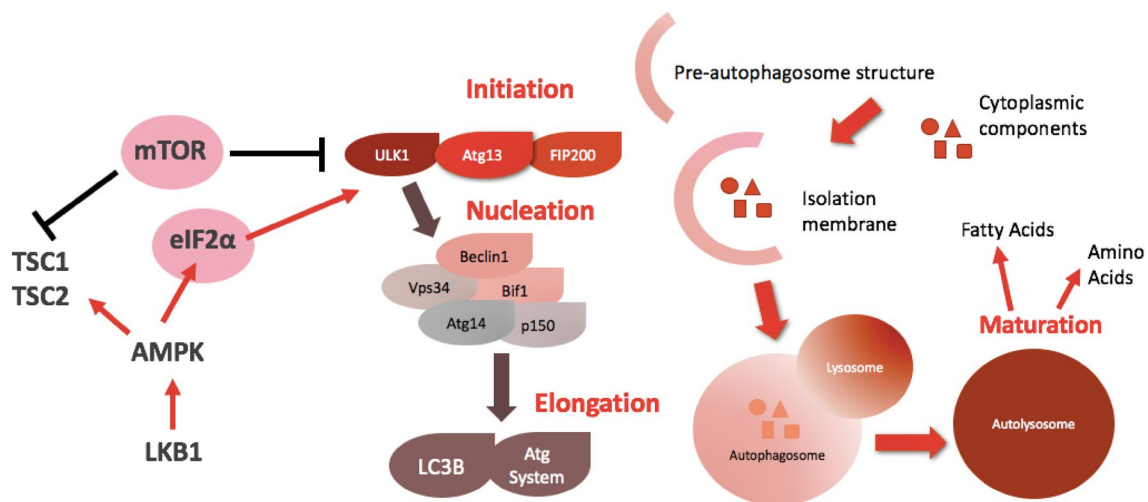 Initiation
mTOR
ULK1
Atg13
FIP200
eIF2α
TSC1
TSC2
AMPK
LKB1
Nucleation
Beclin1
Vps34
Bif1
Atg14
p150
Elongation
LC3B
Atg
System
Pre-autophagosome structure
Cytoplasmic
components
Isolation
membrane
Fatty Acids
Amino
Acids
Maturation
Lysosome
Autophagosome
Autolysosome